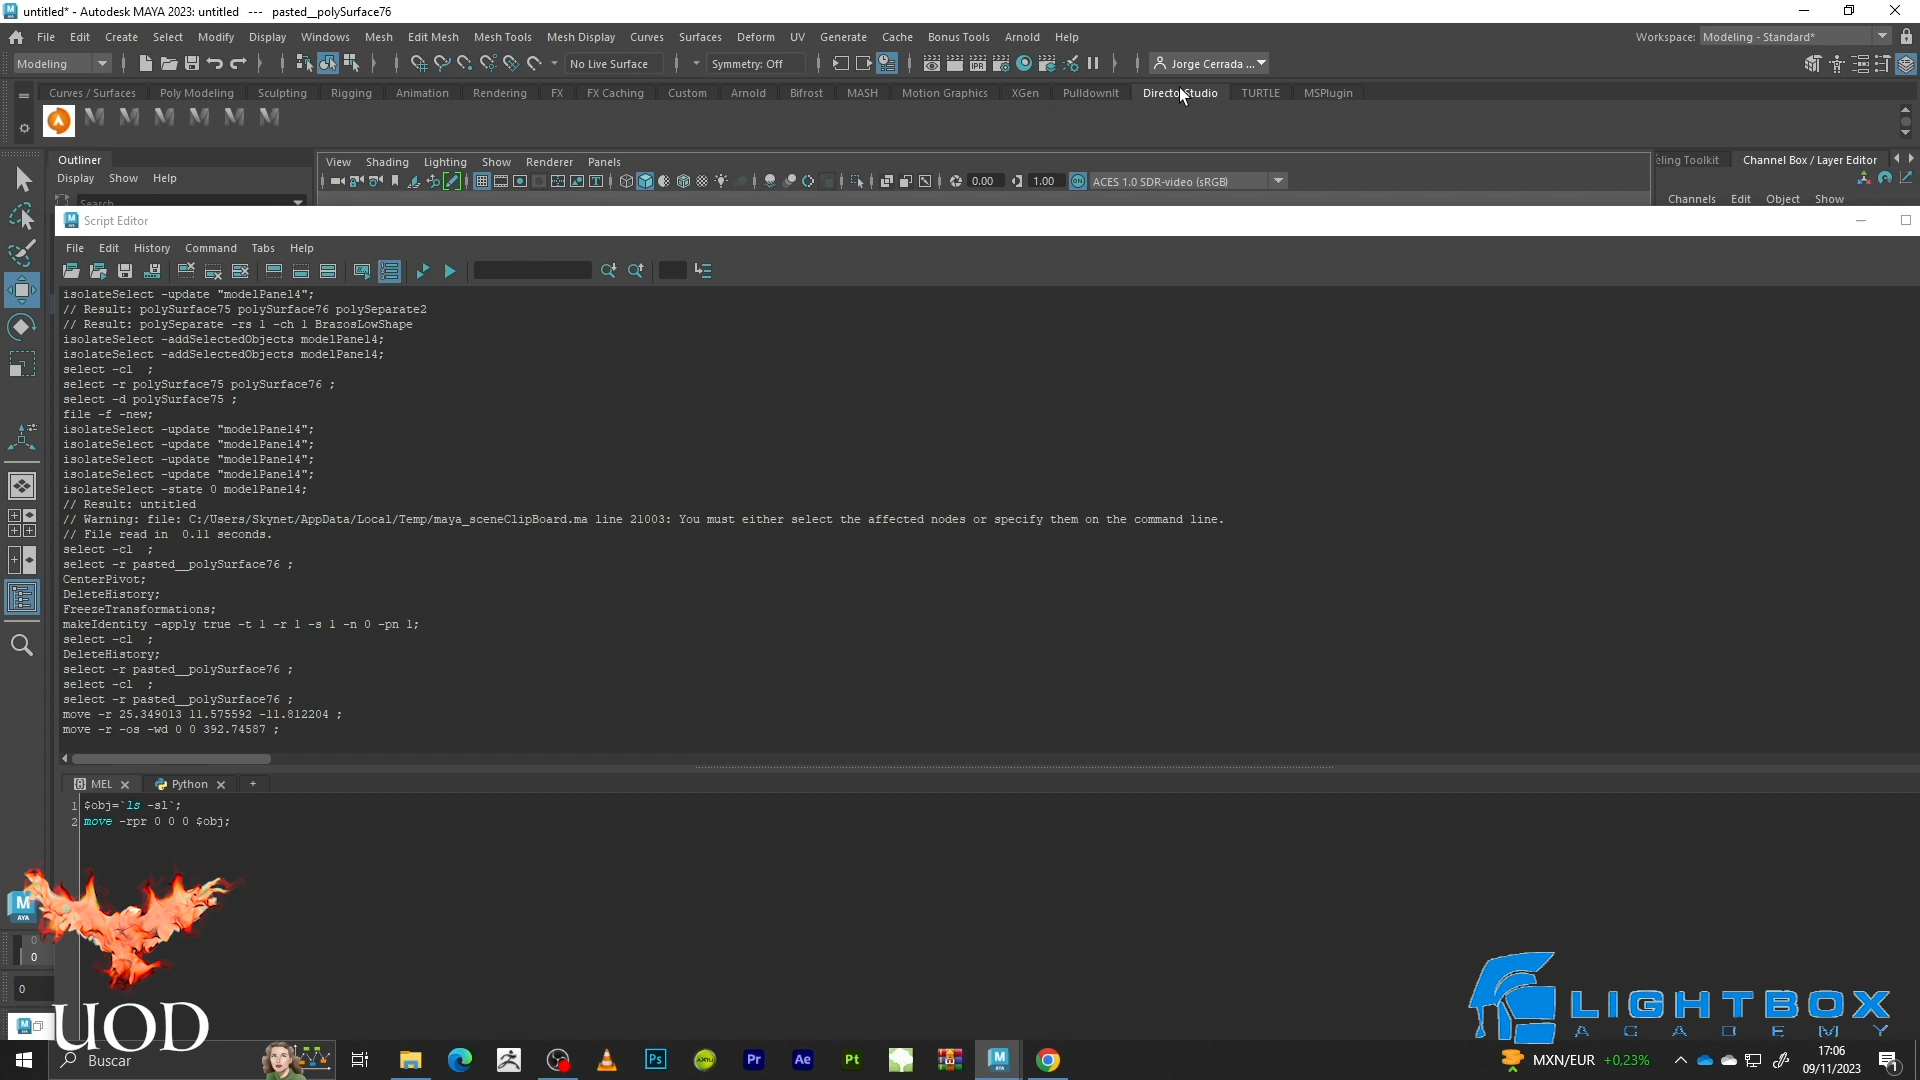 untitled* - Autodesk MAYA 2023: untitled --- pasted__polySurface76
File Edit Create Select Modify Display Windows Mesh Edit Mesh Mesh Tools Mesh Display Curves Surfaces Deform UV Generate Cache Bonus Tools Arnold Help
Workspace: Modeling - Standard*
Modeling No Live Surface Symmetry: Off Jorge Cerrada ...
Curves / Surfaces Poly Modeling Sculpting Rigging Animation Rendering FX FX Caching Custom Arnold Bifrost MASH Motion Graphics XGen PulldownIt DirectorStudio TURTLE MSPlugin
Outliner
Display Show Help
Search...
View Shading Lighting Show Renderer Panels
0.00 1.00 ACES 1.0 SDR-video (sRGB)
eling Toolkit Channel Box / Layer Editor
Channels Edit Object Show
Script Editor
File Edit History Command Tabs Help
isolateSelect -update "modelPanel4";
// Result: polySurface75 polySurface76 polySeparate2
// Result: polySeparate -rs 1 -ch 1 BrazosLowShape
isolateSelect -addSelectedObjects modelPanel4;
isolateSelect -addSelectedObjects modelPanel4;
select -cl  ;
select -r polySurface75 polySurface76 ;
select -d polySurface75 ;
file -f -new;
isolateSelect -update "modelPanel4";
isolateSelect -update "modelPanel4";
isolateSelect -update "modelPanel4";
isolateSelect -update "modelPanel4";
isolateSelect -state 0 modelPanel4;
// Result: untitled
// Warning: file: C:/Users/Skynet/AppData/Local/Temp/maya_sceneClipBoard.ma line 21003: You must either select the affected nodes or specify them on the command line.
// File read in  0.11 seconds.
select -cl  ;
select -r pasted__polySurface76 ;
CenterPivot;
DeleteHistory;
FreezeTransformations;
makeIdentity -apply true -t 1 -r 1 -s 1 -n 0 -pn 1;
select -cl  ;
DeleteHistory;
select -r pasted__polySurface76 ;
select -cl  ;
select -r pasted__polySurface76 ;
move -r 25.349013 11.575592 -11.812204 ;
move -r -os -wd 0 0 392.74587 ;
MEL Python +
1 $obj=`ls -sl`;
2 move -rpr 0 0 0 $obj;
0
0
0
UOD
LIGHTBOX
ACADEMY
Buscar
MXN/EUR +0,23%
17:06
09/11/2023